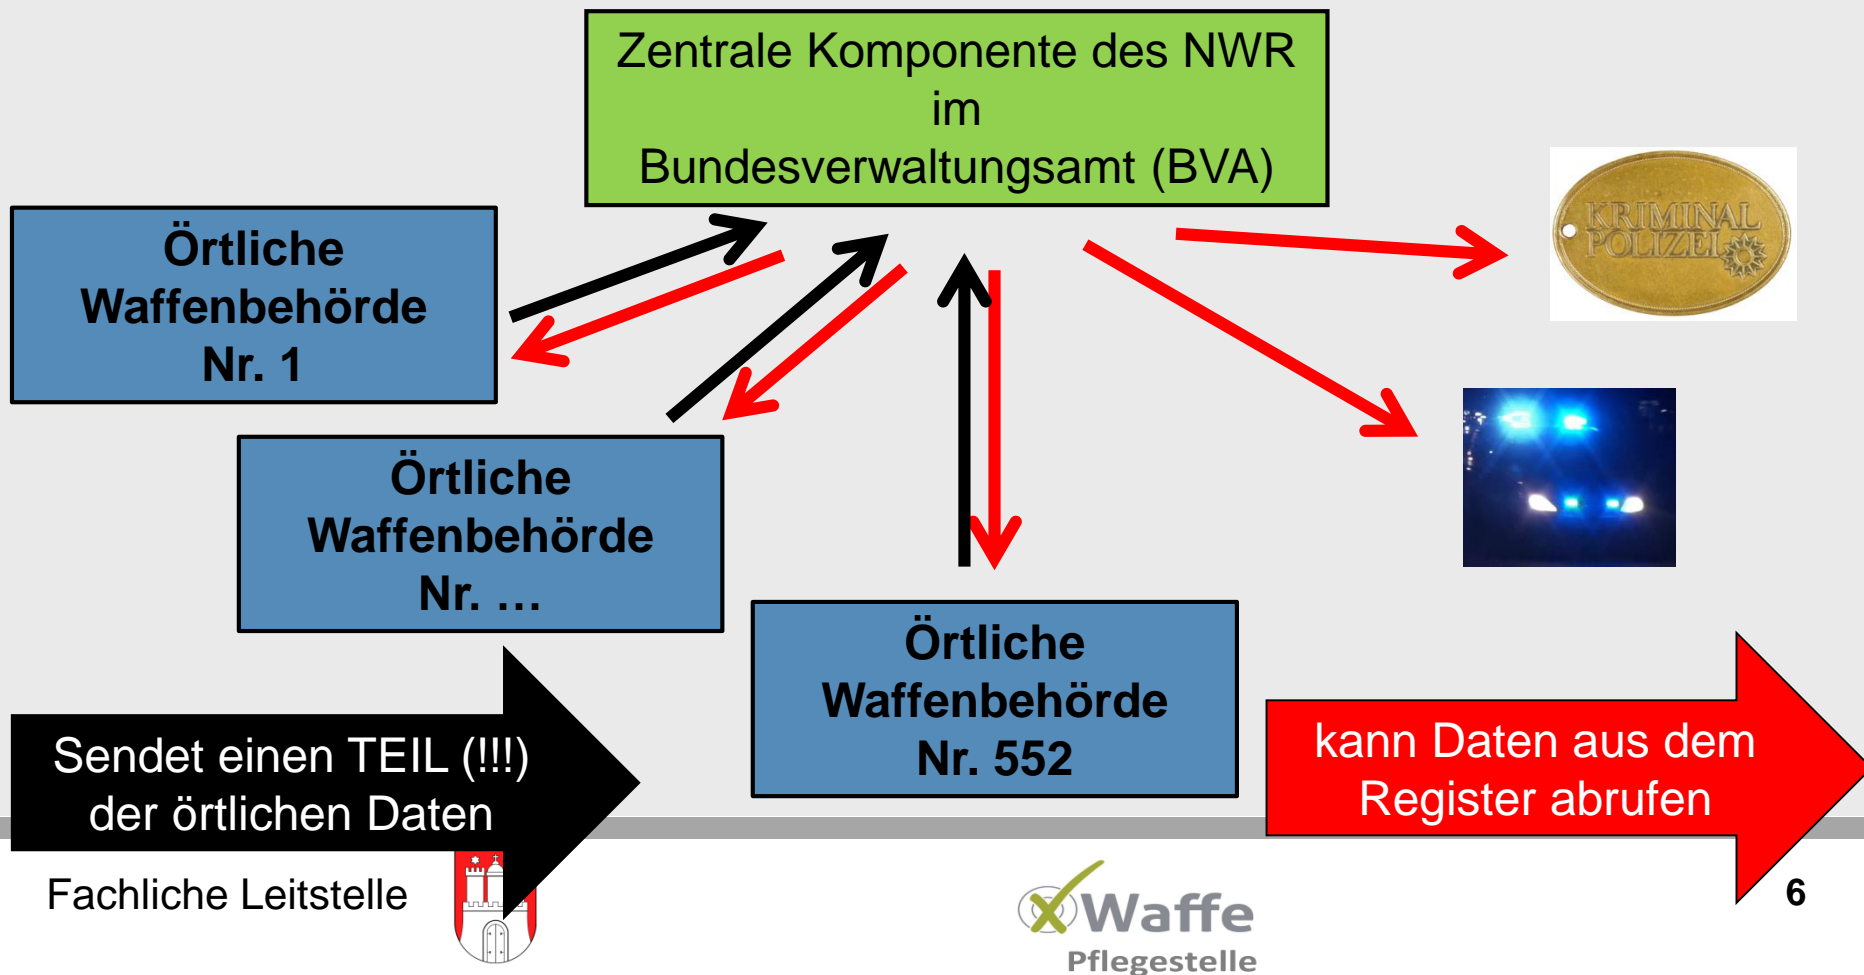 Zentrale Komponente des NWR
im
Bundesverwaltungsamt (BVA)
KRIMINAL
POLIZEI
Örtliche
Waffenbehörde
Nr. 1
Örtliche
Waffenbehörde
Nr. …
Örtliche
Waffenbehörde
Nr. 552
Sendet einen TEIL (!!!)
der örtlichen Daten
kann Daten aus dem
Register abrufen
Fachliche Leitstelle
XWaffe
Pflegestelle
6